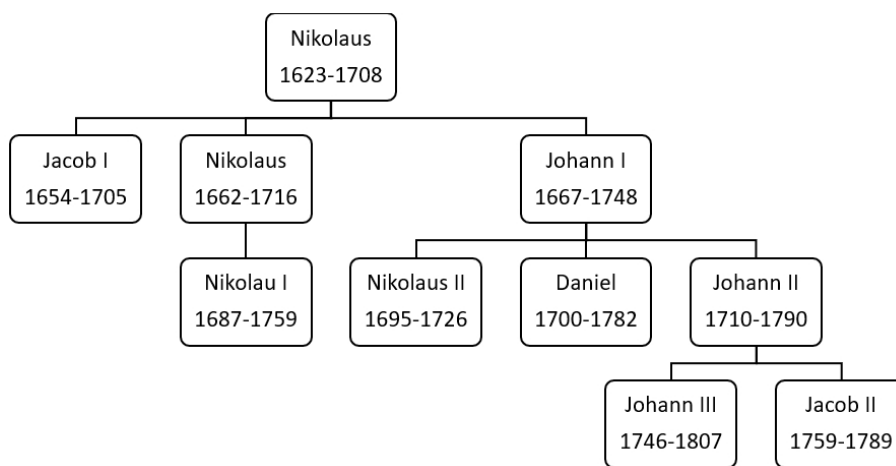 Nikolaus
1623-1708
Jacob I
1654-1705
Nikolaus
1662-1716
Johann I
1667-1748
Nikolau I
1687-1759
Nikolaus II
1695-1726
Daniel
1700-1782
Johann II
1710-1790
Johann III
1746-1807
Jacob II
1759-1789